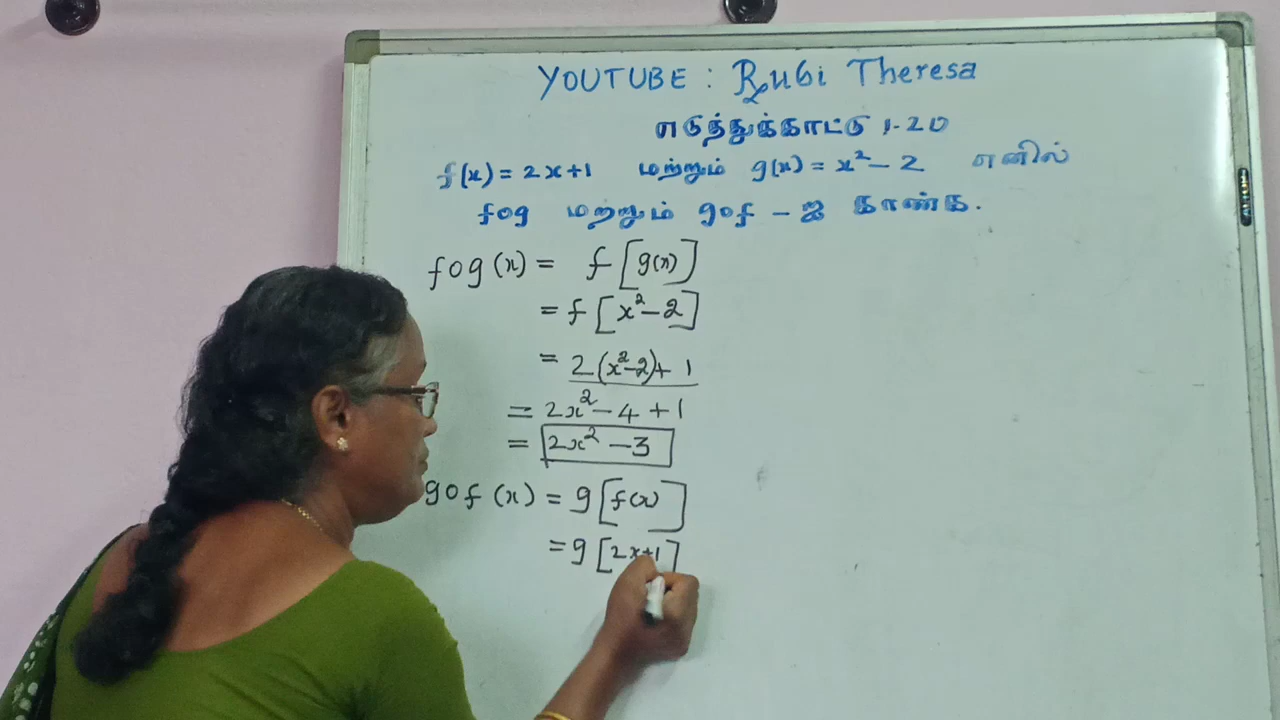 YOUTUBE : Rubi Theresa
எடுத்துக்காட்டு 1.20
f(x) = 2x+1 மற்றும் g(x) = x² - 2 எனில்
fog மற்றும் gof - ஐ காண்க.
fog (x) = f [g(x)]
= f [x² - 2]
= 2(x²-2)+ 1
= 2x² - 4 + 1
= 2x² - 3
gof (x) = g [f(x)]
= g [2x+1]